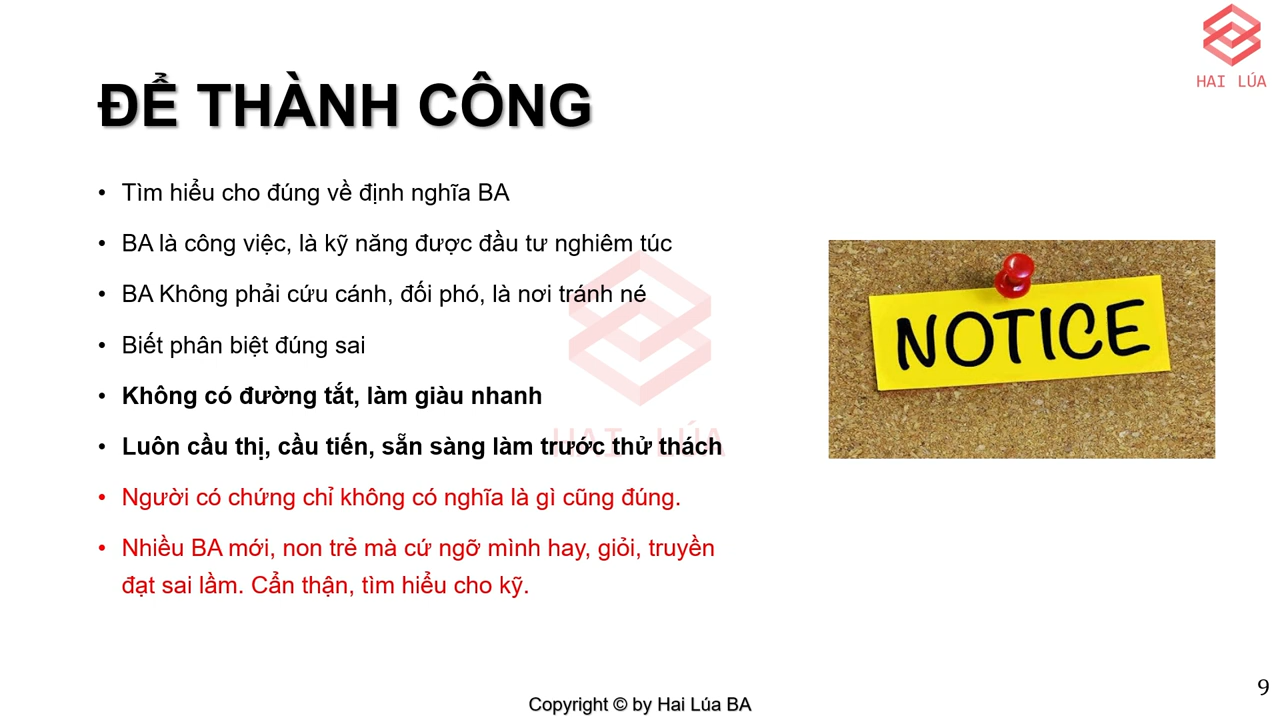 HAI LÚA
ĐỂ THÀNH CÔNG
• Tìm hiểu cho đúng về định nghĩa BA
• BA là công việc, là kỹ năng được đầu tư nghiêm túc
• BA Không phải cứu cánh, đối phó, là nơi tránh né
• Biết phân biệt đúng sai
• Không có đường tắt, làm giàu nhanh
• Luôn cầu thị, cầu tiến, sẵn sàng làm trước thử thách
• Người có chứng chỉ không có nghĩa là gì cũng đúng.
• Nhiều BA mới, non trẻ mà cứ ngỡ mình hay, giỏi, truyền
đạt sai lầm. Cẩn thận, tìm hiểu cho kỹ.
NOTICE
HAI LÚA
Copyright © by Hai Lúa BA
9